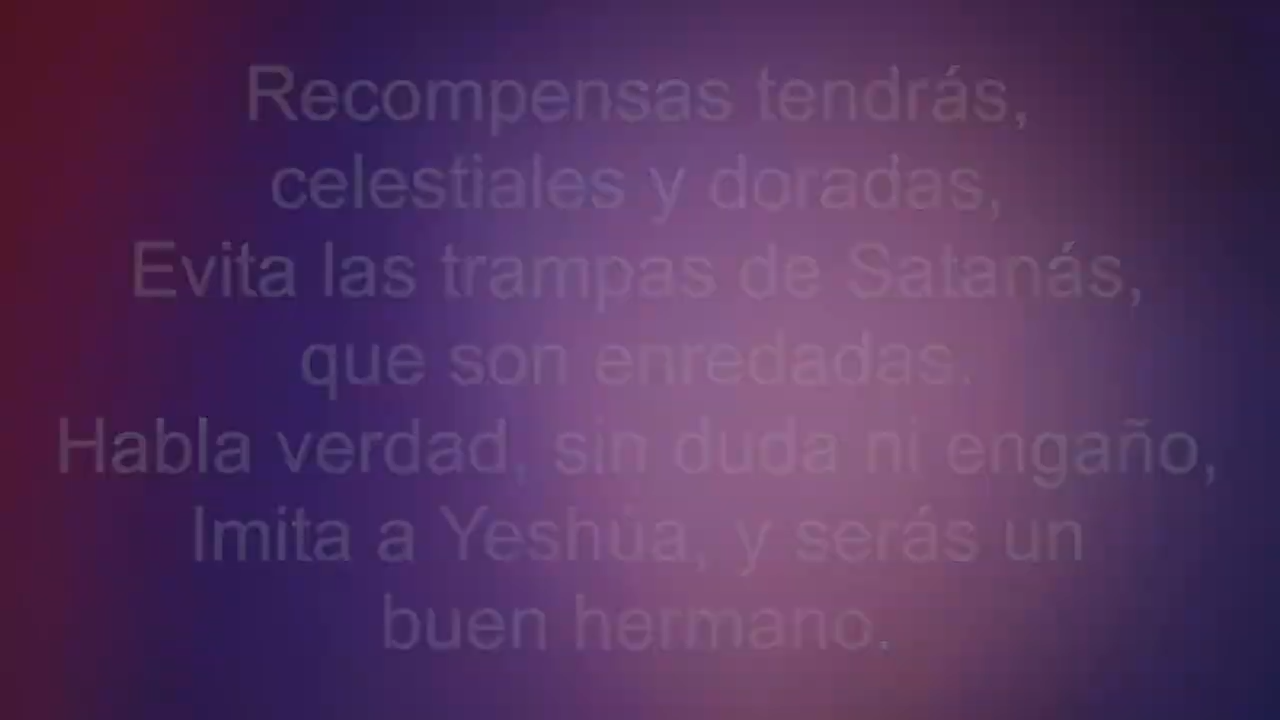 Recompensas tendrás,
celestiales y doradas,
Evita las trampas de Satanás,
que son enredadas.
Habla verdad, sin duda ni engaño,
Imita a Yeshúa, y serás un
buen hermano.